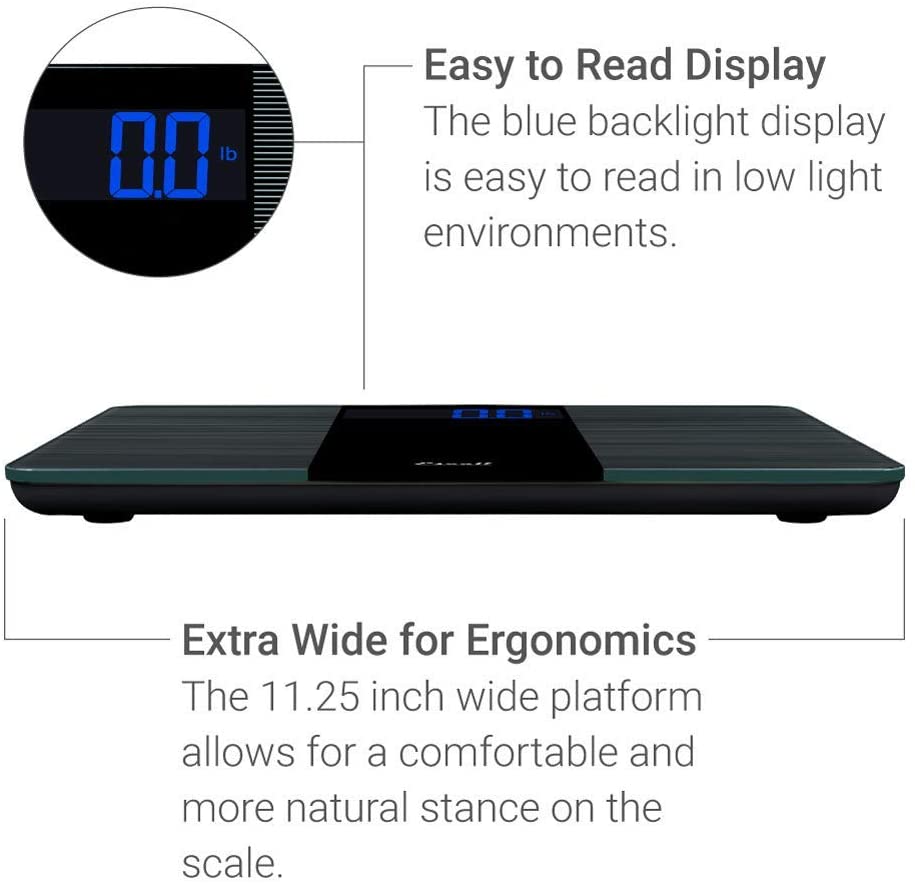 0.0 lb
Easy to Read Display
The blue backlight display
is easy to read in low light
environments.
0.0 lb
Escali
Extra Wide for Ergonomics
The 11.25 inch wide platform
allows for a comfortable and
more natural stance on the
scale.